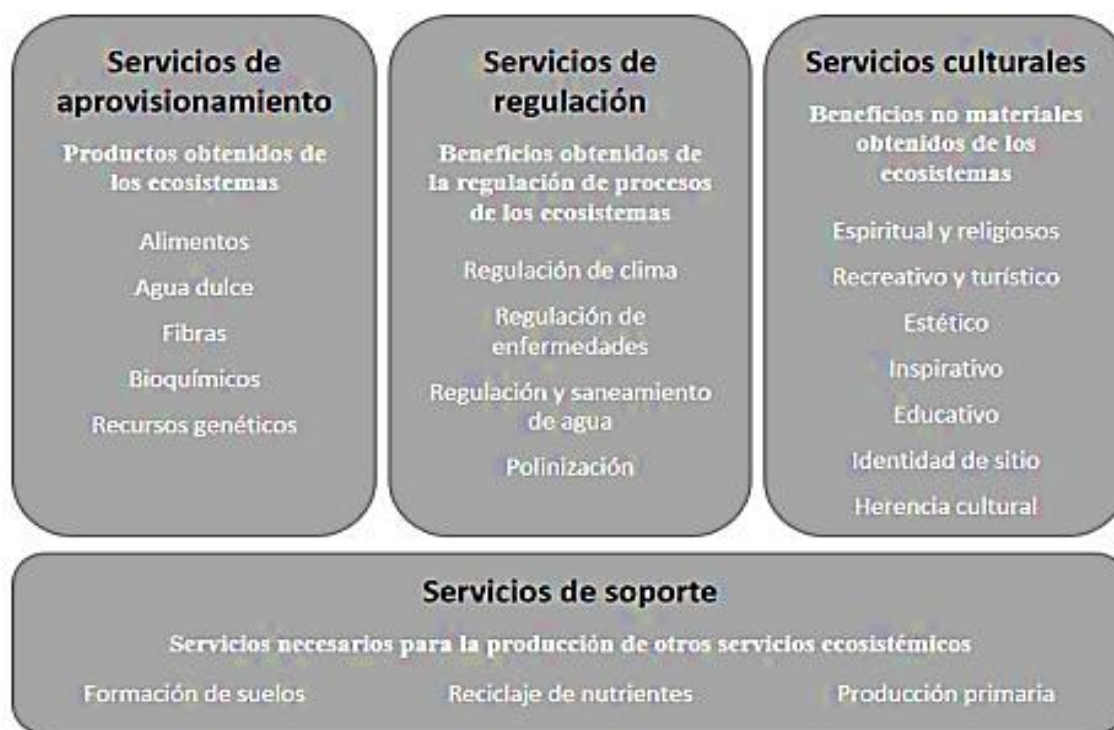 Servicios de
aprovisionamiento
Productos obtenidos de
los ecosistemas
Alimentos
Agua dulce
Fibras
Bioquímicos
Recursos genéticos
Servicios de
regulación
Beneficios obtenidos de
la regulación de procesos
de los ecosistemas
Regulación de clima
Regulación de
enfermedades
Regulación y saneamiento
de agua
Polinización
Servicios culturales
Beneficios no materiales
obtenidos de los
ecosistemas
Espiritual y religiosos
Recreativo y turístico
Estético
Inspirativo
Educativo
Identidad de sitio
Herencia cultural
Servicios de soporte
Servicios necesarios para la producción de otros servicios ecosistémicos
Formación de suelos
Reciclaje de nutrientes
Producción primaria